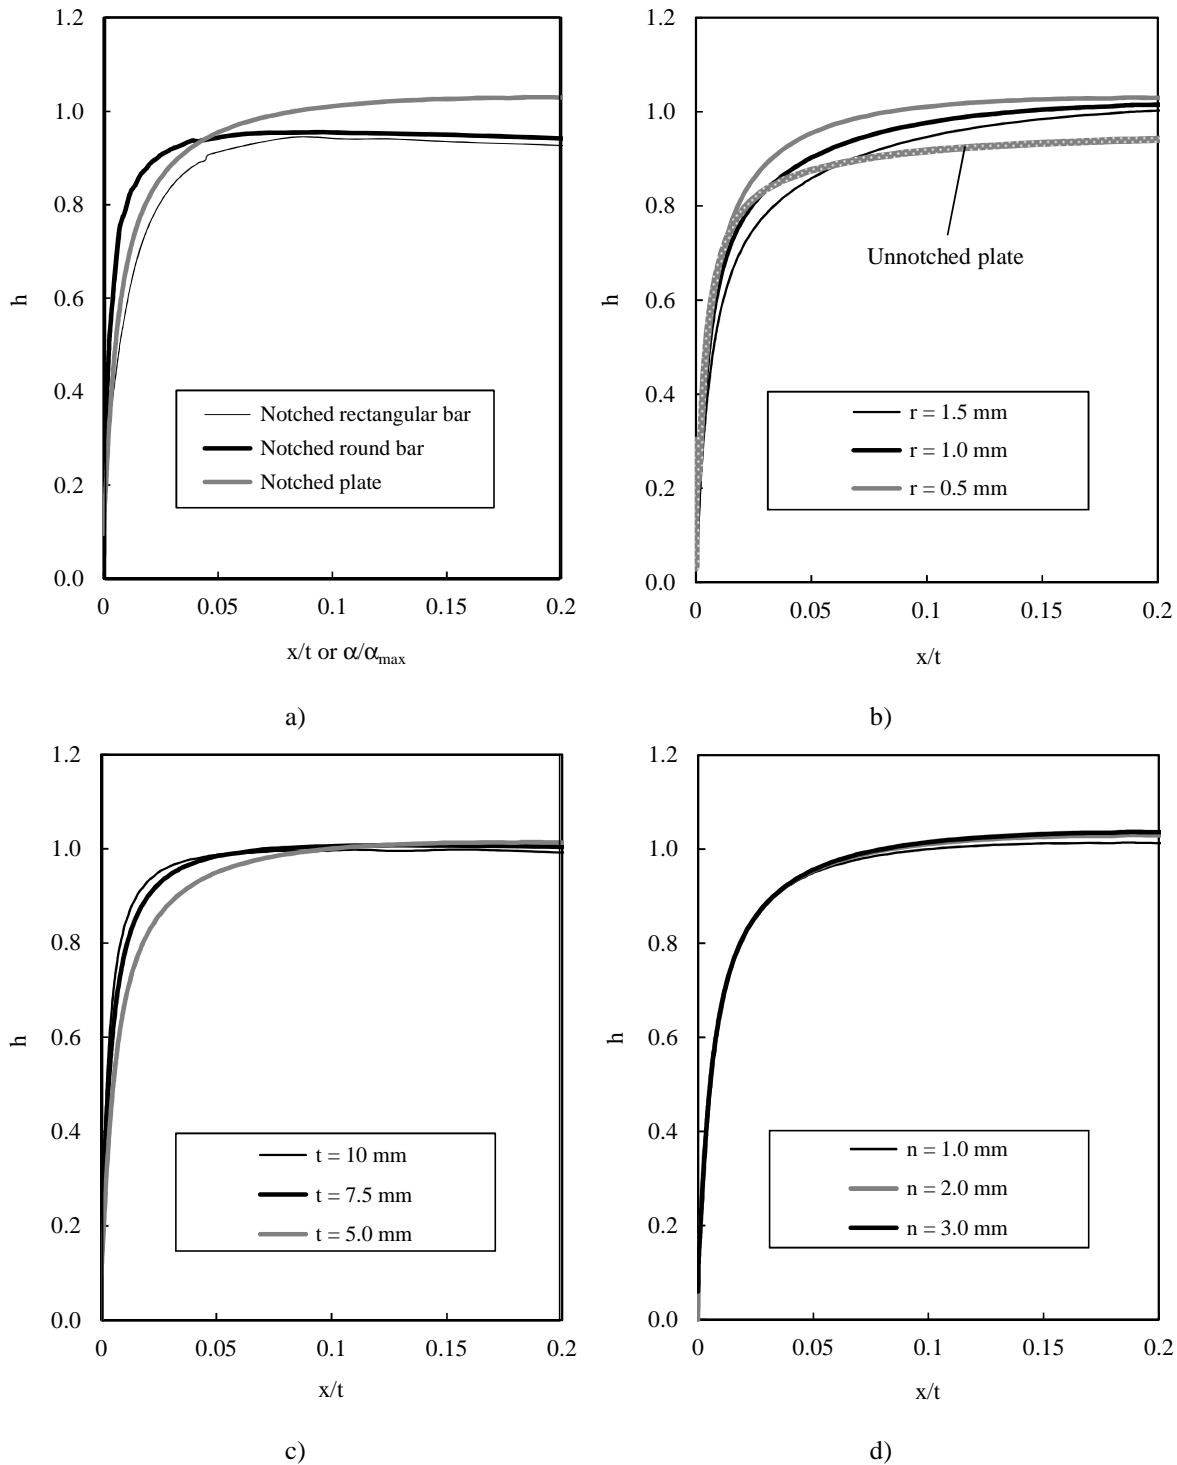 1.2
1.0
0.8
0.6
0.4
0.2
0.0
h
Notched rectangular bar
Notched round bar
Notched plate
0 0.05 0.1 0.15 0.2
x/t or α/αmax
a)
1.2
1.0
0.8
0.6
0.4
0.2
0.0
h
Unnotched plate
r = 1.5 mm
r = 1.0 mm
r = 0.5 mm
0 0.05 0.1 0.15 0.2
x/t
b)
1.2
1.0
0.8
0.6
0.4
0.2
0.0
h
t = 10 mm
t = 7.5 mm
t = 5.0 mm
0 0.05 0.1 0.15 0.2
x/t
c)
1.2
1.0
0.8
0.6
0.4
0.2
0.0
h
n = 1.0 mm
n = 2.0 mm
n = 3.0 mm
0 0.05 0.1 0.15 0.2
x/t
d)